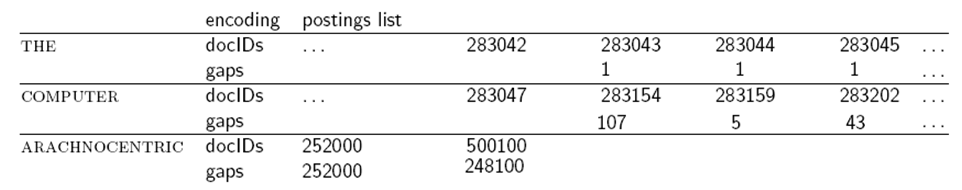 encoding postings list
THE docIDs ... 283042 283043 283044 283045 ...
gaps 1 1 1 ...
COMPUTER docIDs ... 283047 283154 283159 283202 ...
gaps 107 5 43 ...
ARACHNOCENTRIC docIDs 252000 500100
gaps 252000 248100